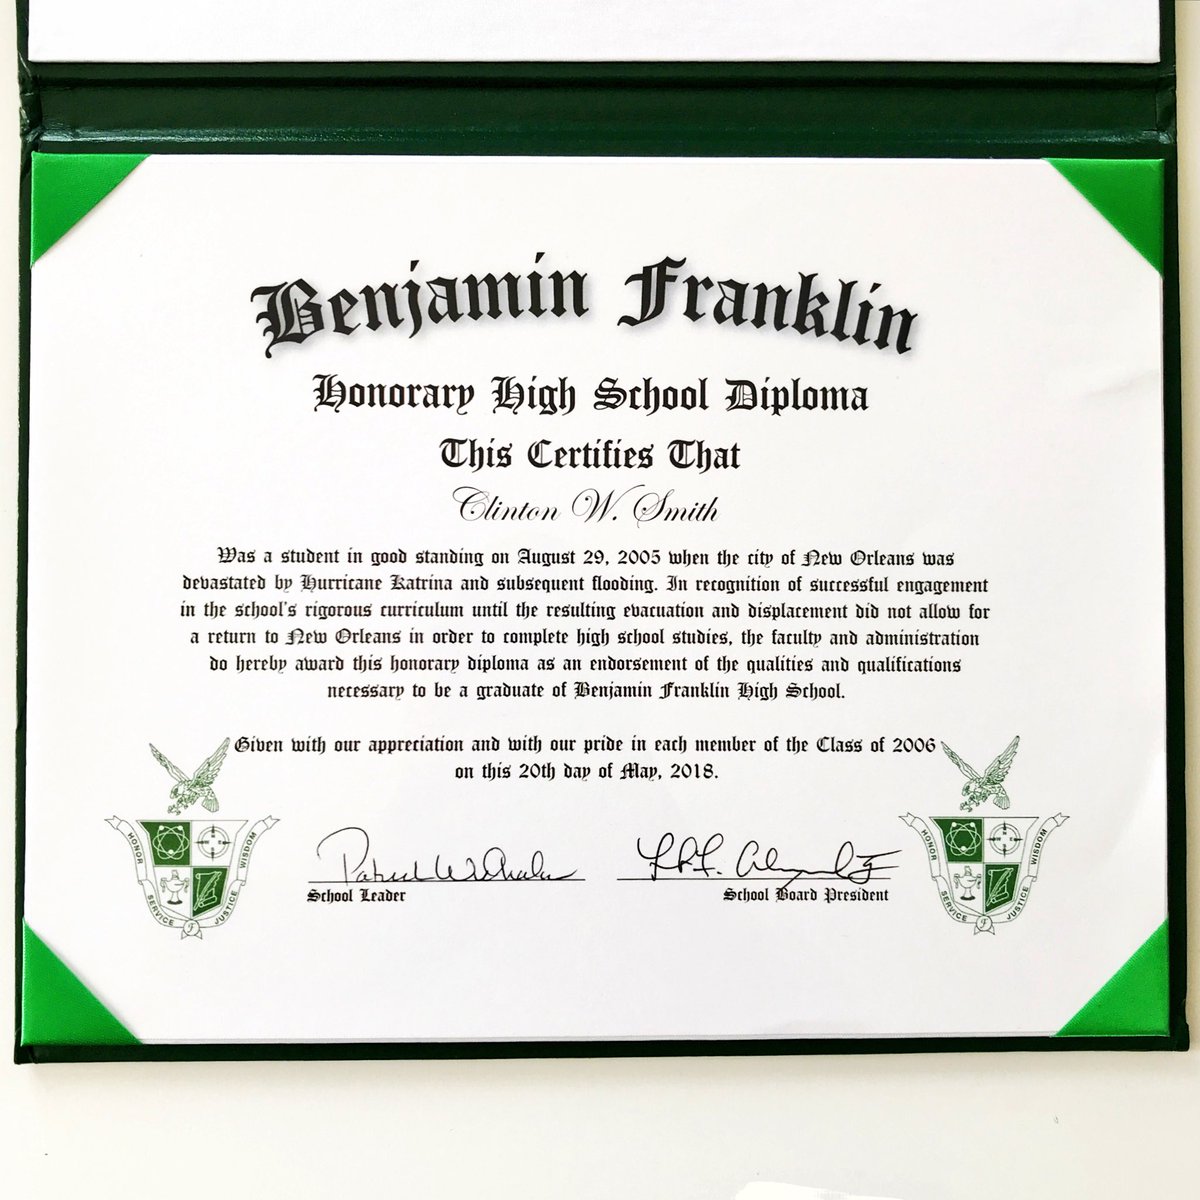 Benjamin Franklin
Honorary High School Diploma
This Certifies That
Clinton W. Smith
Was a student in good standing on August 29, 2005 when the city of New Orleans was
devastated by Hurricane Katrina and subsequent flooding. In recognition of successful engagement
in the school's rigorous curriculum until the resulting evacuation and displacement did not allow for
a return to New Orleans in order to complete high school studies, the faculty and administration
do hereby award this honorary diploma as an endorsement of the qualities and qualifications
necessary to be a graduate of Benjamin Franklin High School.
Given with our appreciation and with our pride in each member of the Class of 2006
on this 20th day of May, 2018.
HONOR
WISDOM
SERVICE
F
JUSTICE
School Leader
School Board President
HONOR
WISDOM
SERVICE
F
JUSTICE